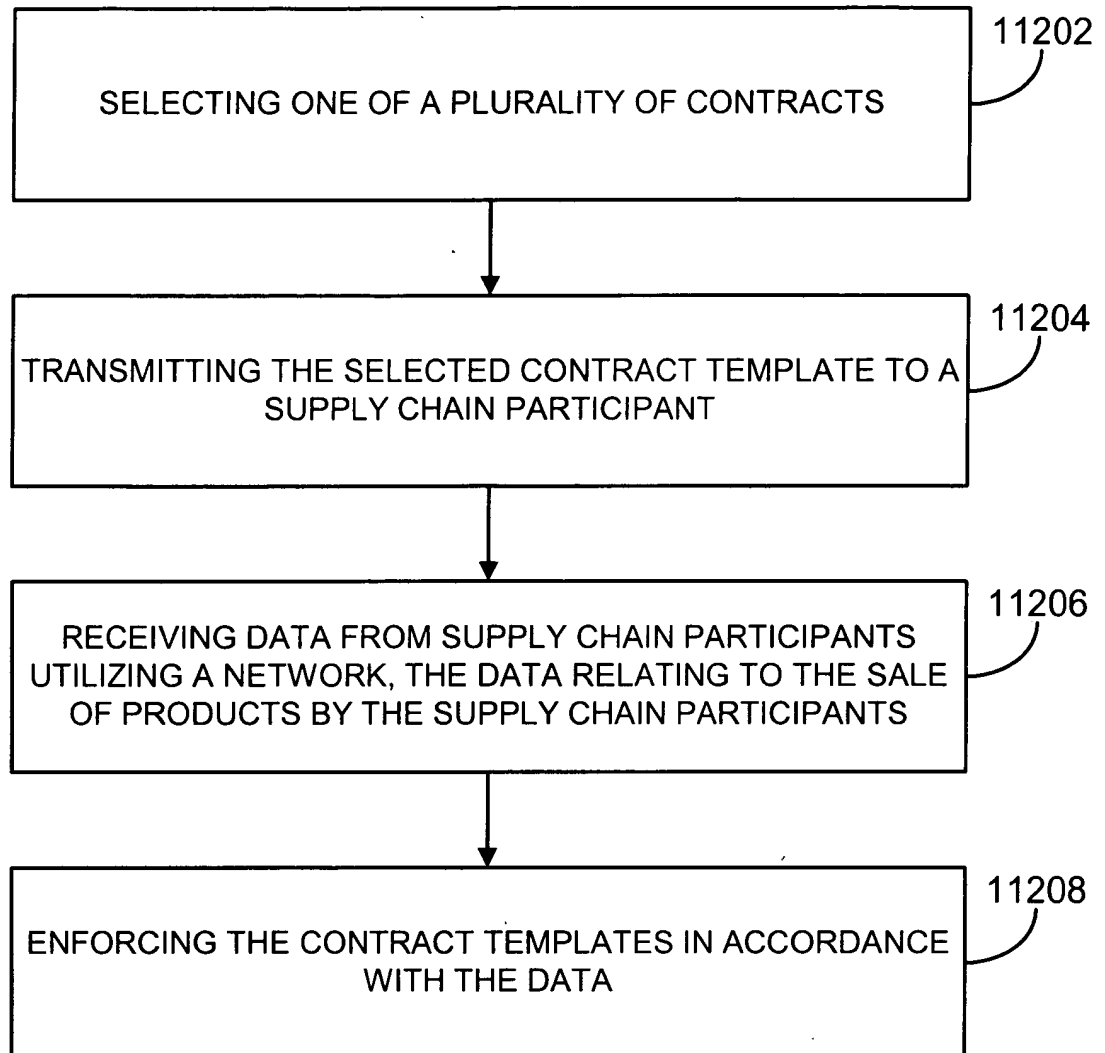 11202
SELECTING ONE OF A PLURALITY OF CONTRACTS
11204
TRANSMITTING THE SELECTED CONTRACT TEMPLATE TO A
SUPPLY CHAIN PARTICIPANT
11206
RECEIVING DATA FROM SUPPLY CHAIN PARTICIPANTS
UTILIZING A NETWORK, THE DATA RELATING TO THE SALE
OF PRODUCTS BY THE SUPPLY CHAIN PARTICIPANTS
11208
ENFORCING THE CONTRACT TEMPLATES IN ACCORDANCE
WITH THE DATA